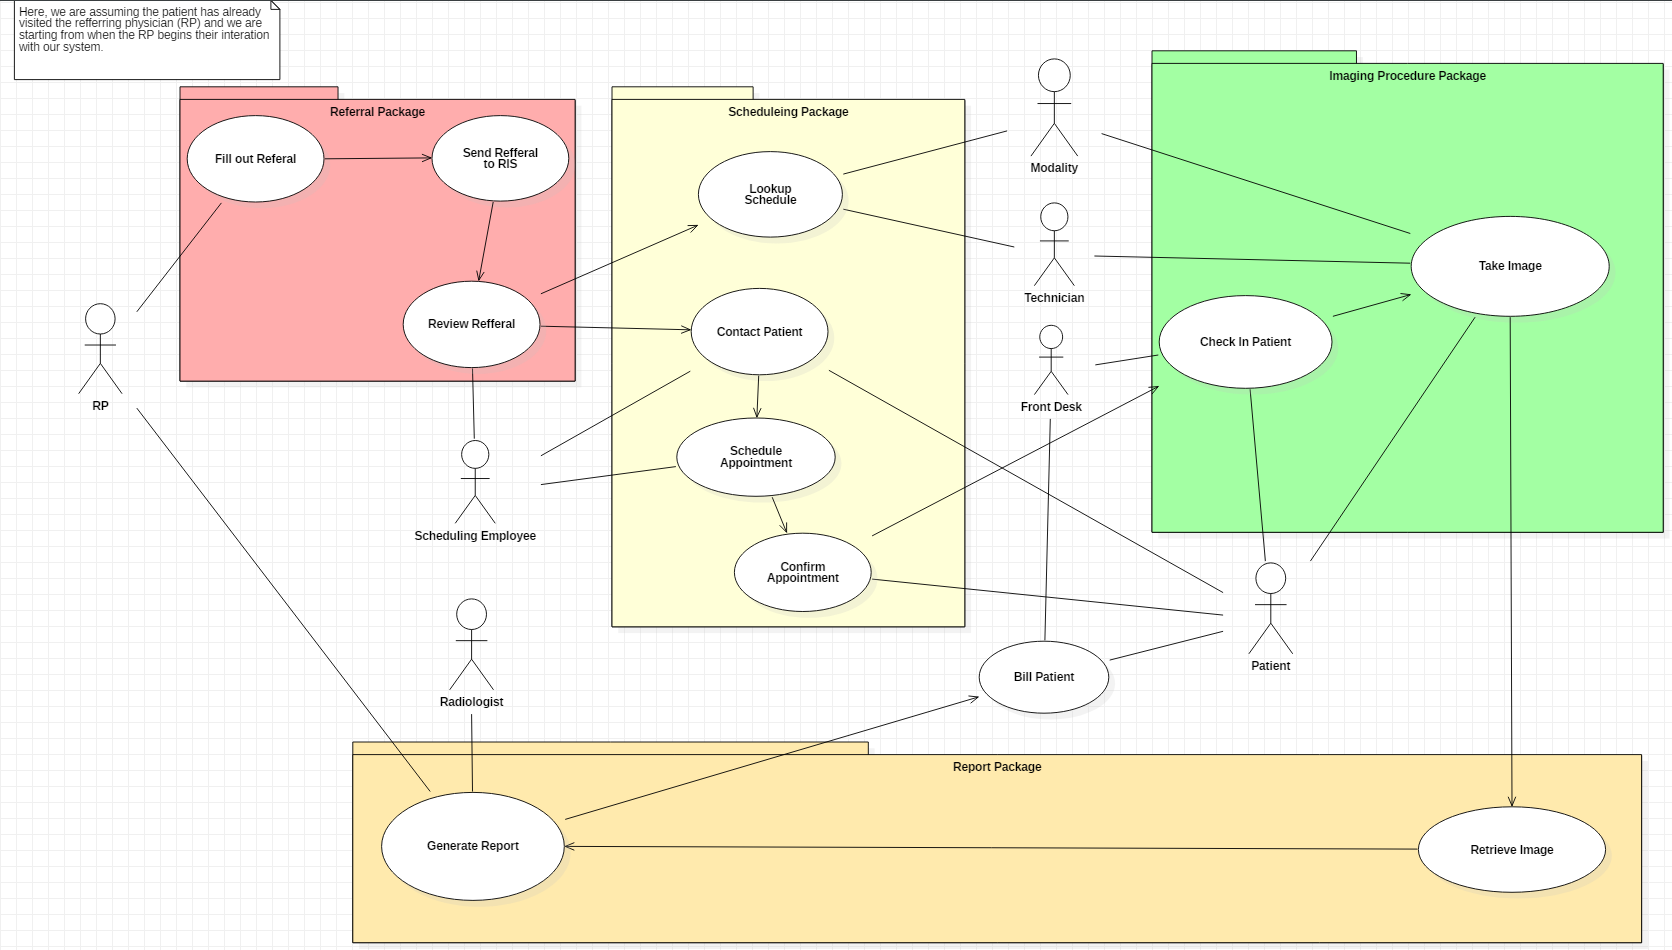 Here, we are assuming the patient has already
visited the refferring physician (RP) and we are
starting from when the RP begins their interation
with our system.
Referral Package
Fill out Referal
Send Refferal
to RIS
Review Refferal
RP
Scheduling Employee
Scheduleing Package
Lookup
Schedule
Contact Patient
Schedule
Appointment
Confirm
Appointment
Modality
Technician
Front Desk
Imaging Procedure Package
Take Image
Check In Patient
Patient
Bill Patient
Radiologist
Report Package
Generate Report
Retrieve Image